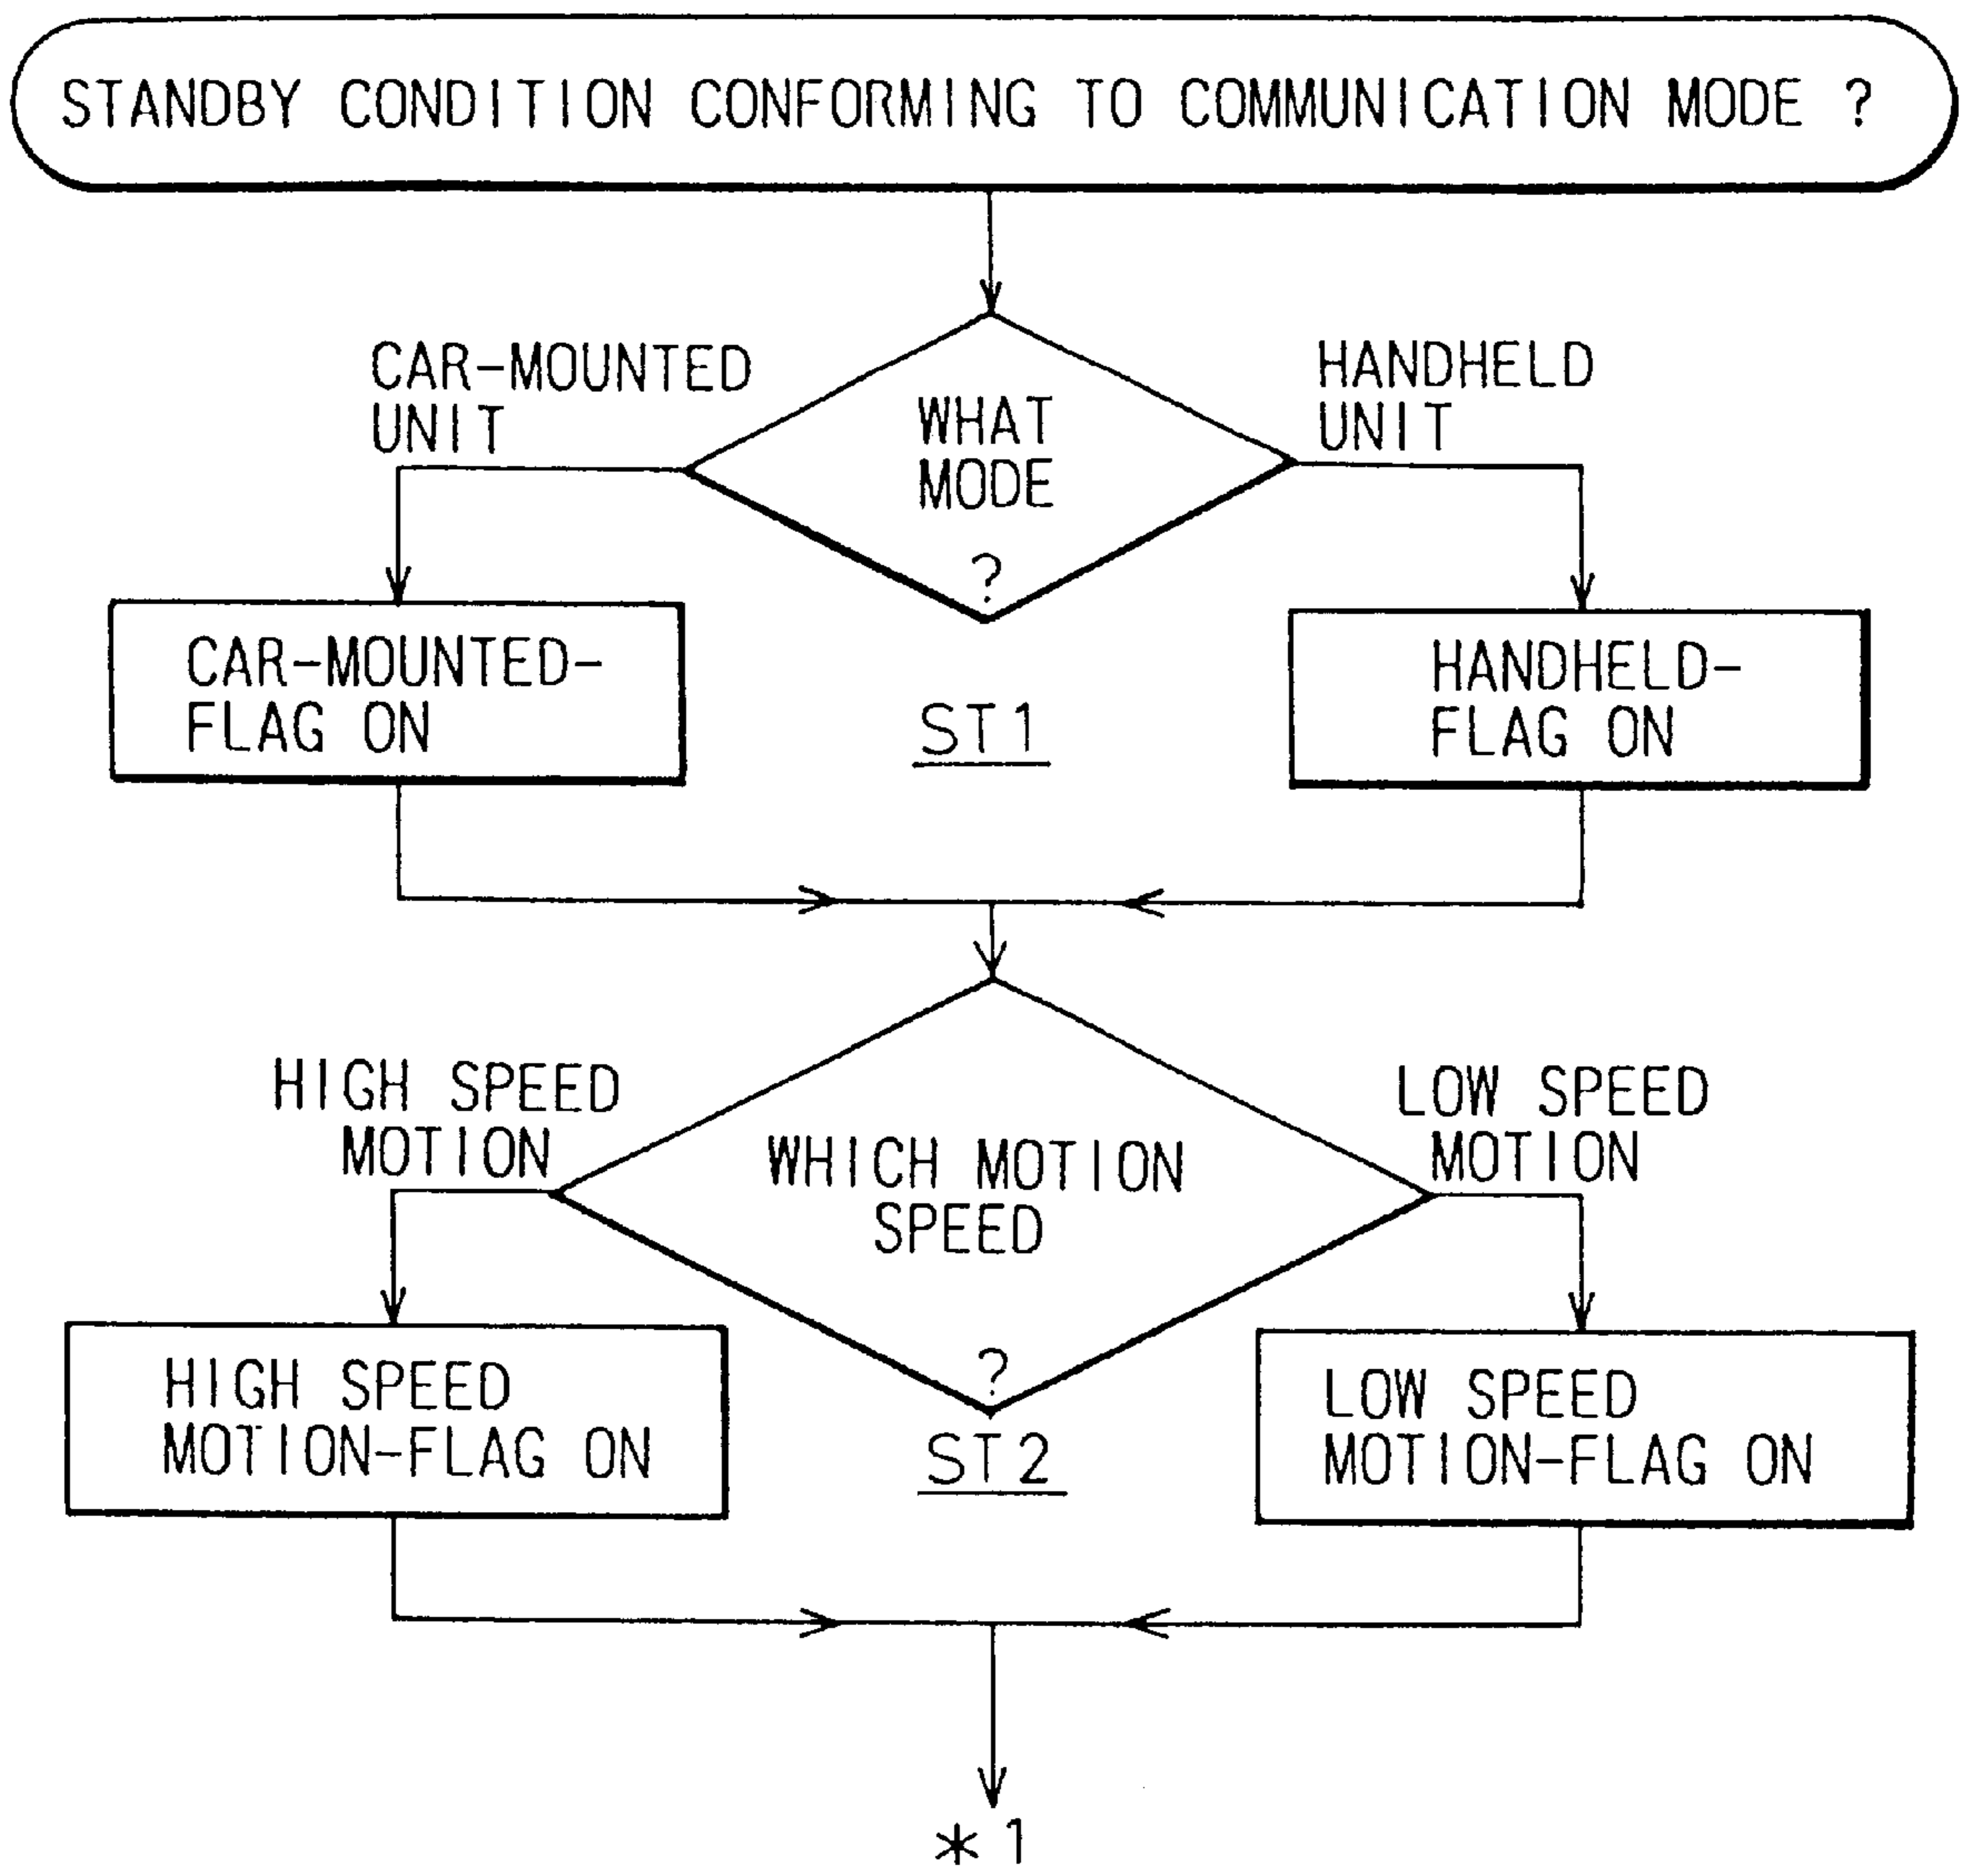 STANDBY CONDITION CONFORMING TO COMMUNICATION MODE ?
CAR-MOUNTED
UNIT
WHAT
MODE
?
HANDHELD
UNIT
CAR-MOUNTED-
FLAG ON
ST1
HANDHELD-
FLAG ON
HIGH SPEED
MOTION
WHICH MOTION
SPEED
?
LOW SPEED
MOTION
HIGH SPEED
MOTION-FLAG ON
ST2
LOW SPEED
MOTION-FLAG ON
*1